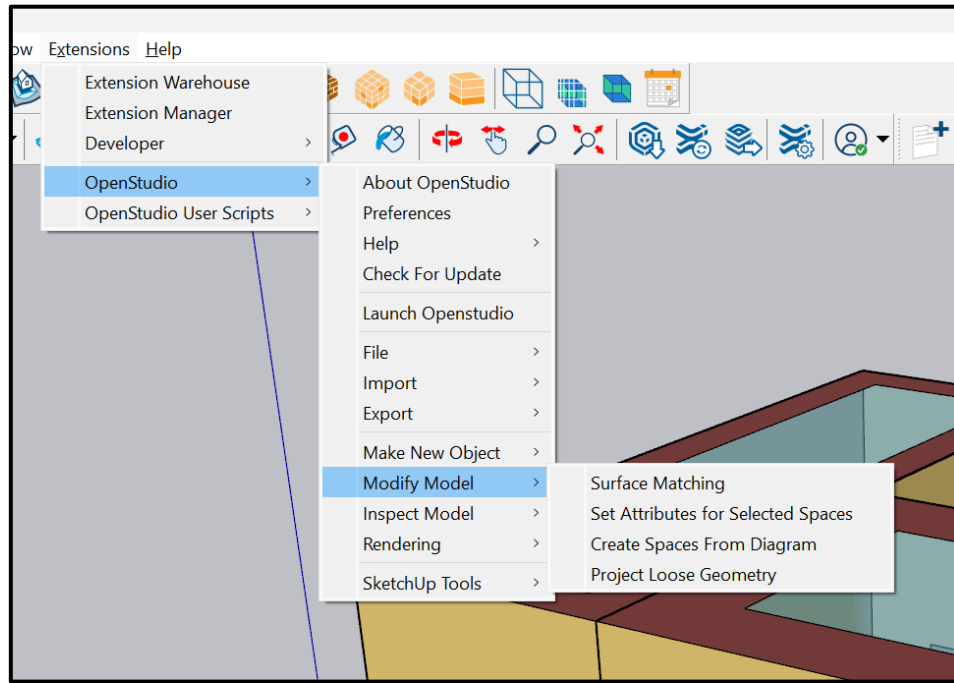 ow Extensions Help
Extension Warehouse
Extension Manager
Developer
OpenStudio
OpenStudio User Scripts
About OpenStudio
Preferences
Help
Check For Update
Launch Openstudio
File
Import
Export
Make New Object
Modify Model
Inspect Model
Rendering
SketchUp Tools
Surface Matching
Set Attributes for Selected Spaces
Create Spaces From Diagram
Project Loose Geometry